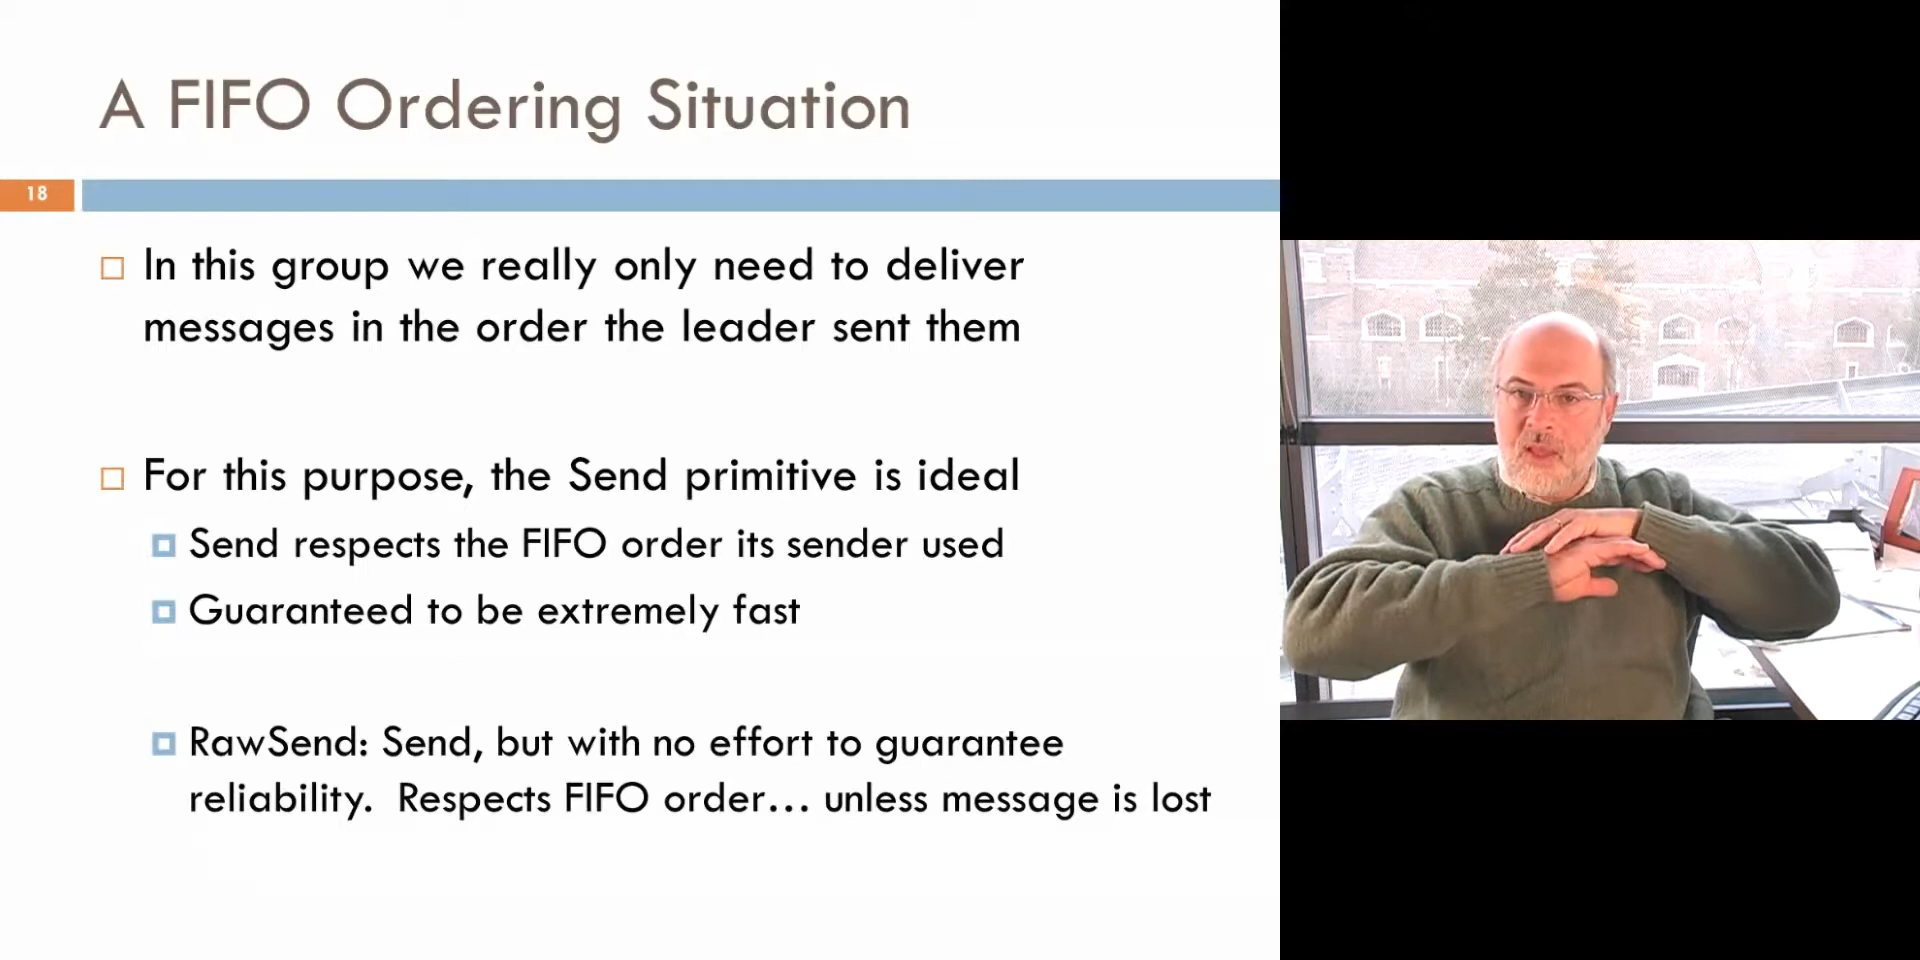 A FIFO Ordering Situation
18
In this group we really only need to deliver
messages in the order the leader sent them
For this purpose, the Send primitive is ideal
Send respects the FIFO order its sender used
Guaranteed to be extremely fast
RawSend: Send, but with no effort to guarantee
reliability.  Respects FIFO order... unless message is lost